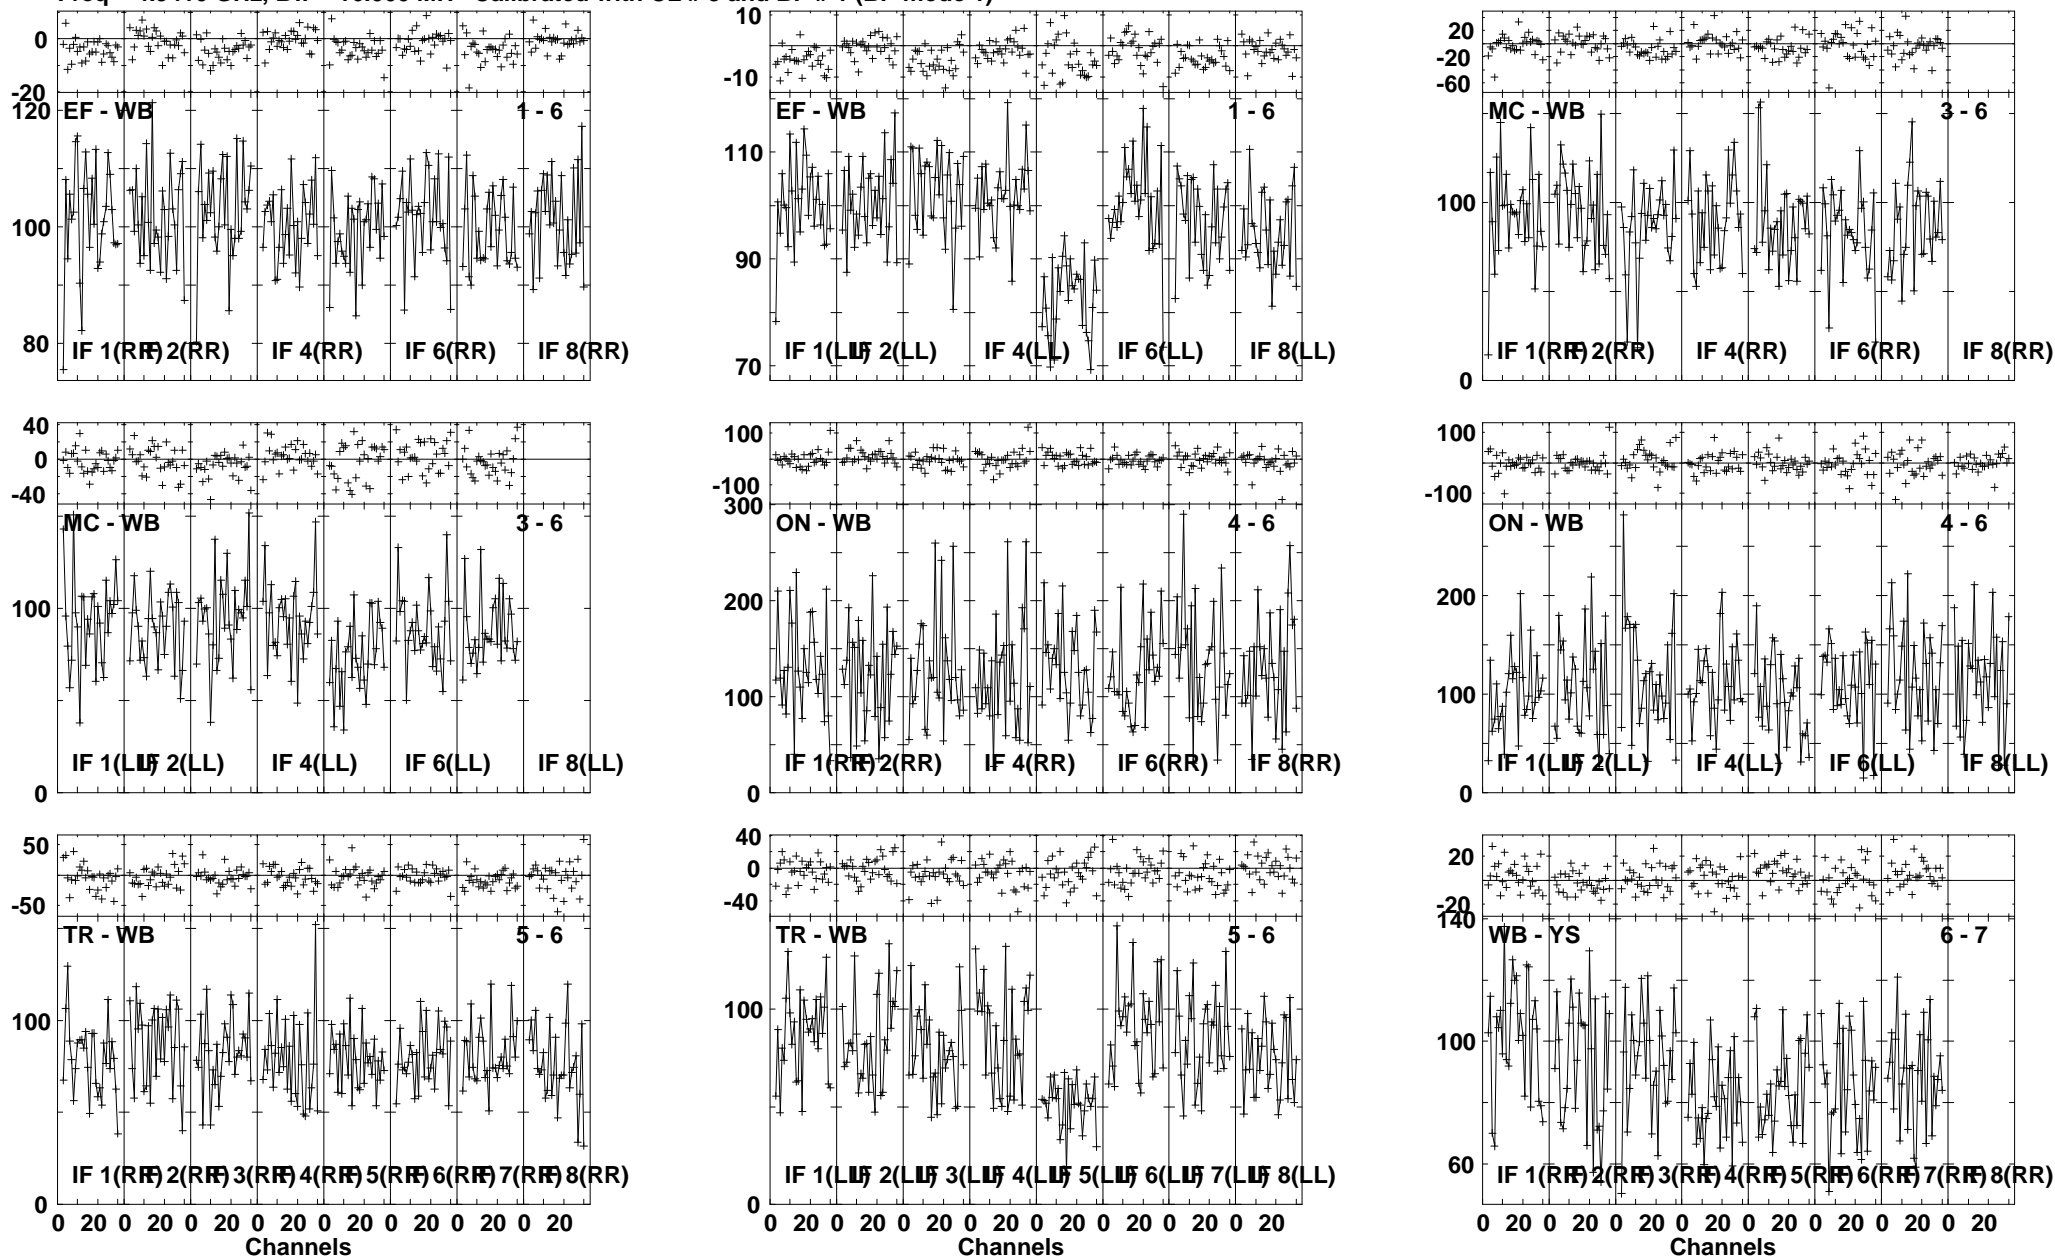 0
-20
120
100
80
EF - WB
1 - 6
IF 1(RR)
IF 2(RR)
IF 4(RR)
IF 6(RR)
IF 8(RR)
10
-10
110
90
70
EF - WB
1 - 6
IF 1(LL)
IF 2(LL)
IF 4(LL)
IF 6(LL)
IF 8(LL)
20
-20
-60
100
0
MC - WB
3 - 6
IF 1(RR)
IF 2(RR)
IF 4(RR)
IF 6(RR)
IF 8(RR)
40
0
-40
100
0
MC - WB
3 - 6
IF 1(LL)
IF 2(LL)
IF 4(LL)
IF 6(LL)
IF 8(LL)
100
-100
300
200
100
0
ON - WB
4 - 6
IF 1(RR)
IF 2(RR)
IF 4(RR)
IF 6(RR)
IF 8(RR)
100
-100
200
100
0
ON - WB
4 - 6
IF 1(LL)
IF 2(LL)
IF 4(LL)
IF 6(LL)
IF 8(LL)
50
-50
100
0
TR - WB
5 - 6
IF 1(RR)
IF 2(RR)
IF 3(RR)
IF 4(RR)
IF 5(RR)
IF 6(RR)
IF 7(RR)
IF 8(RR)
0 20 0 20 0 20 0 20 0 20 0 20 0 20 0 20
Channels
40
0
-40
100
0
TR - WB
5 - 6
IF 1(LL)
IF 2(LL)
IF 3(LL)
IF 4(LL)
IF 5(LL)
IF 6(LL)
IF 7(LL)
IF 8(LL)
0 20 0 20 0 20 0 20 0 20 0 20 0 20 0 20
Channels
20
-20
140
100
60
WB - YS
6 - 7
IF 1(RR)
IF 2(RR)
IF 3(RR)
IF 4(RR)
IF 5(RR)
IF 6(RR)
IF 7(RR)
IF 8(RR)
0 20 0 20 0 20 0 20 0 20 0 20 0 20 0 20
Channels